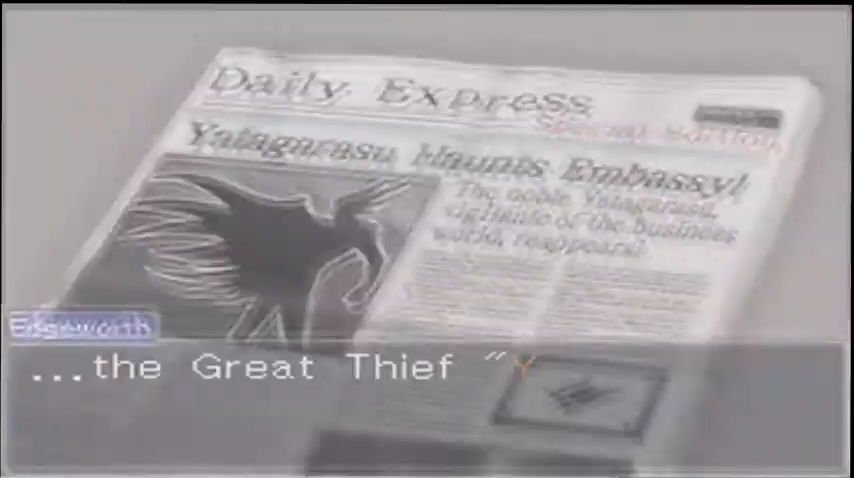 Daily Express
Special Edition
Yatagarasu Haunts Embassy!
The noble Yatagarasu,
vigilante of the business
world, reappears!
Edgeworth
...the Great Thief "Y